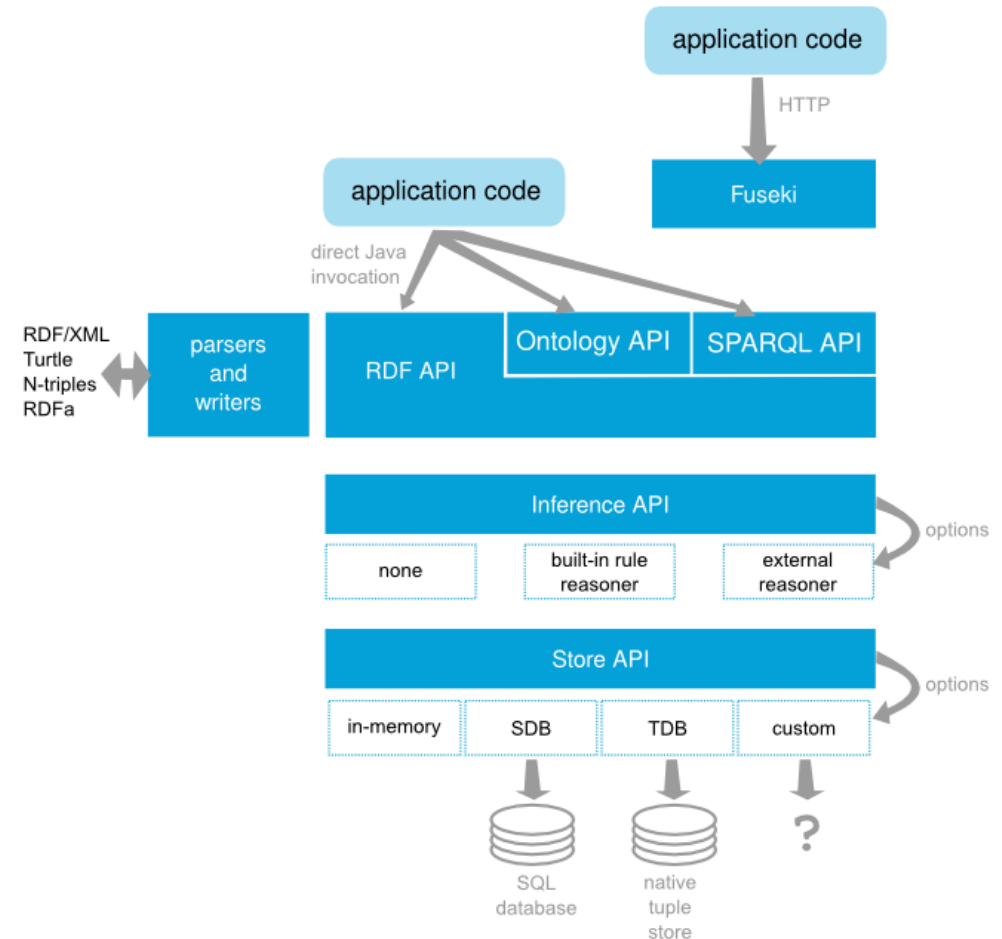 application code
HTTP
Fuseki
application code
direct Java
invocation
RDF/XML
Turtle
N-triples
RDFa
parsers
and
writers
RDF API
Ontology API
SPARQL API
Inference API
options
none
built-in rule
reasoner
external
reasoner
Store API
options
in-memory
SDB
TDB
custom
?
SQL
database
native
tuple
store